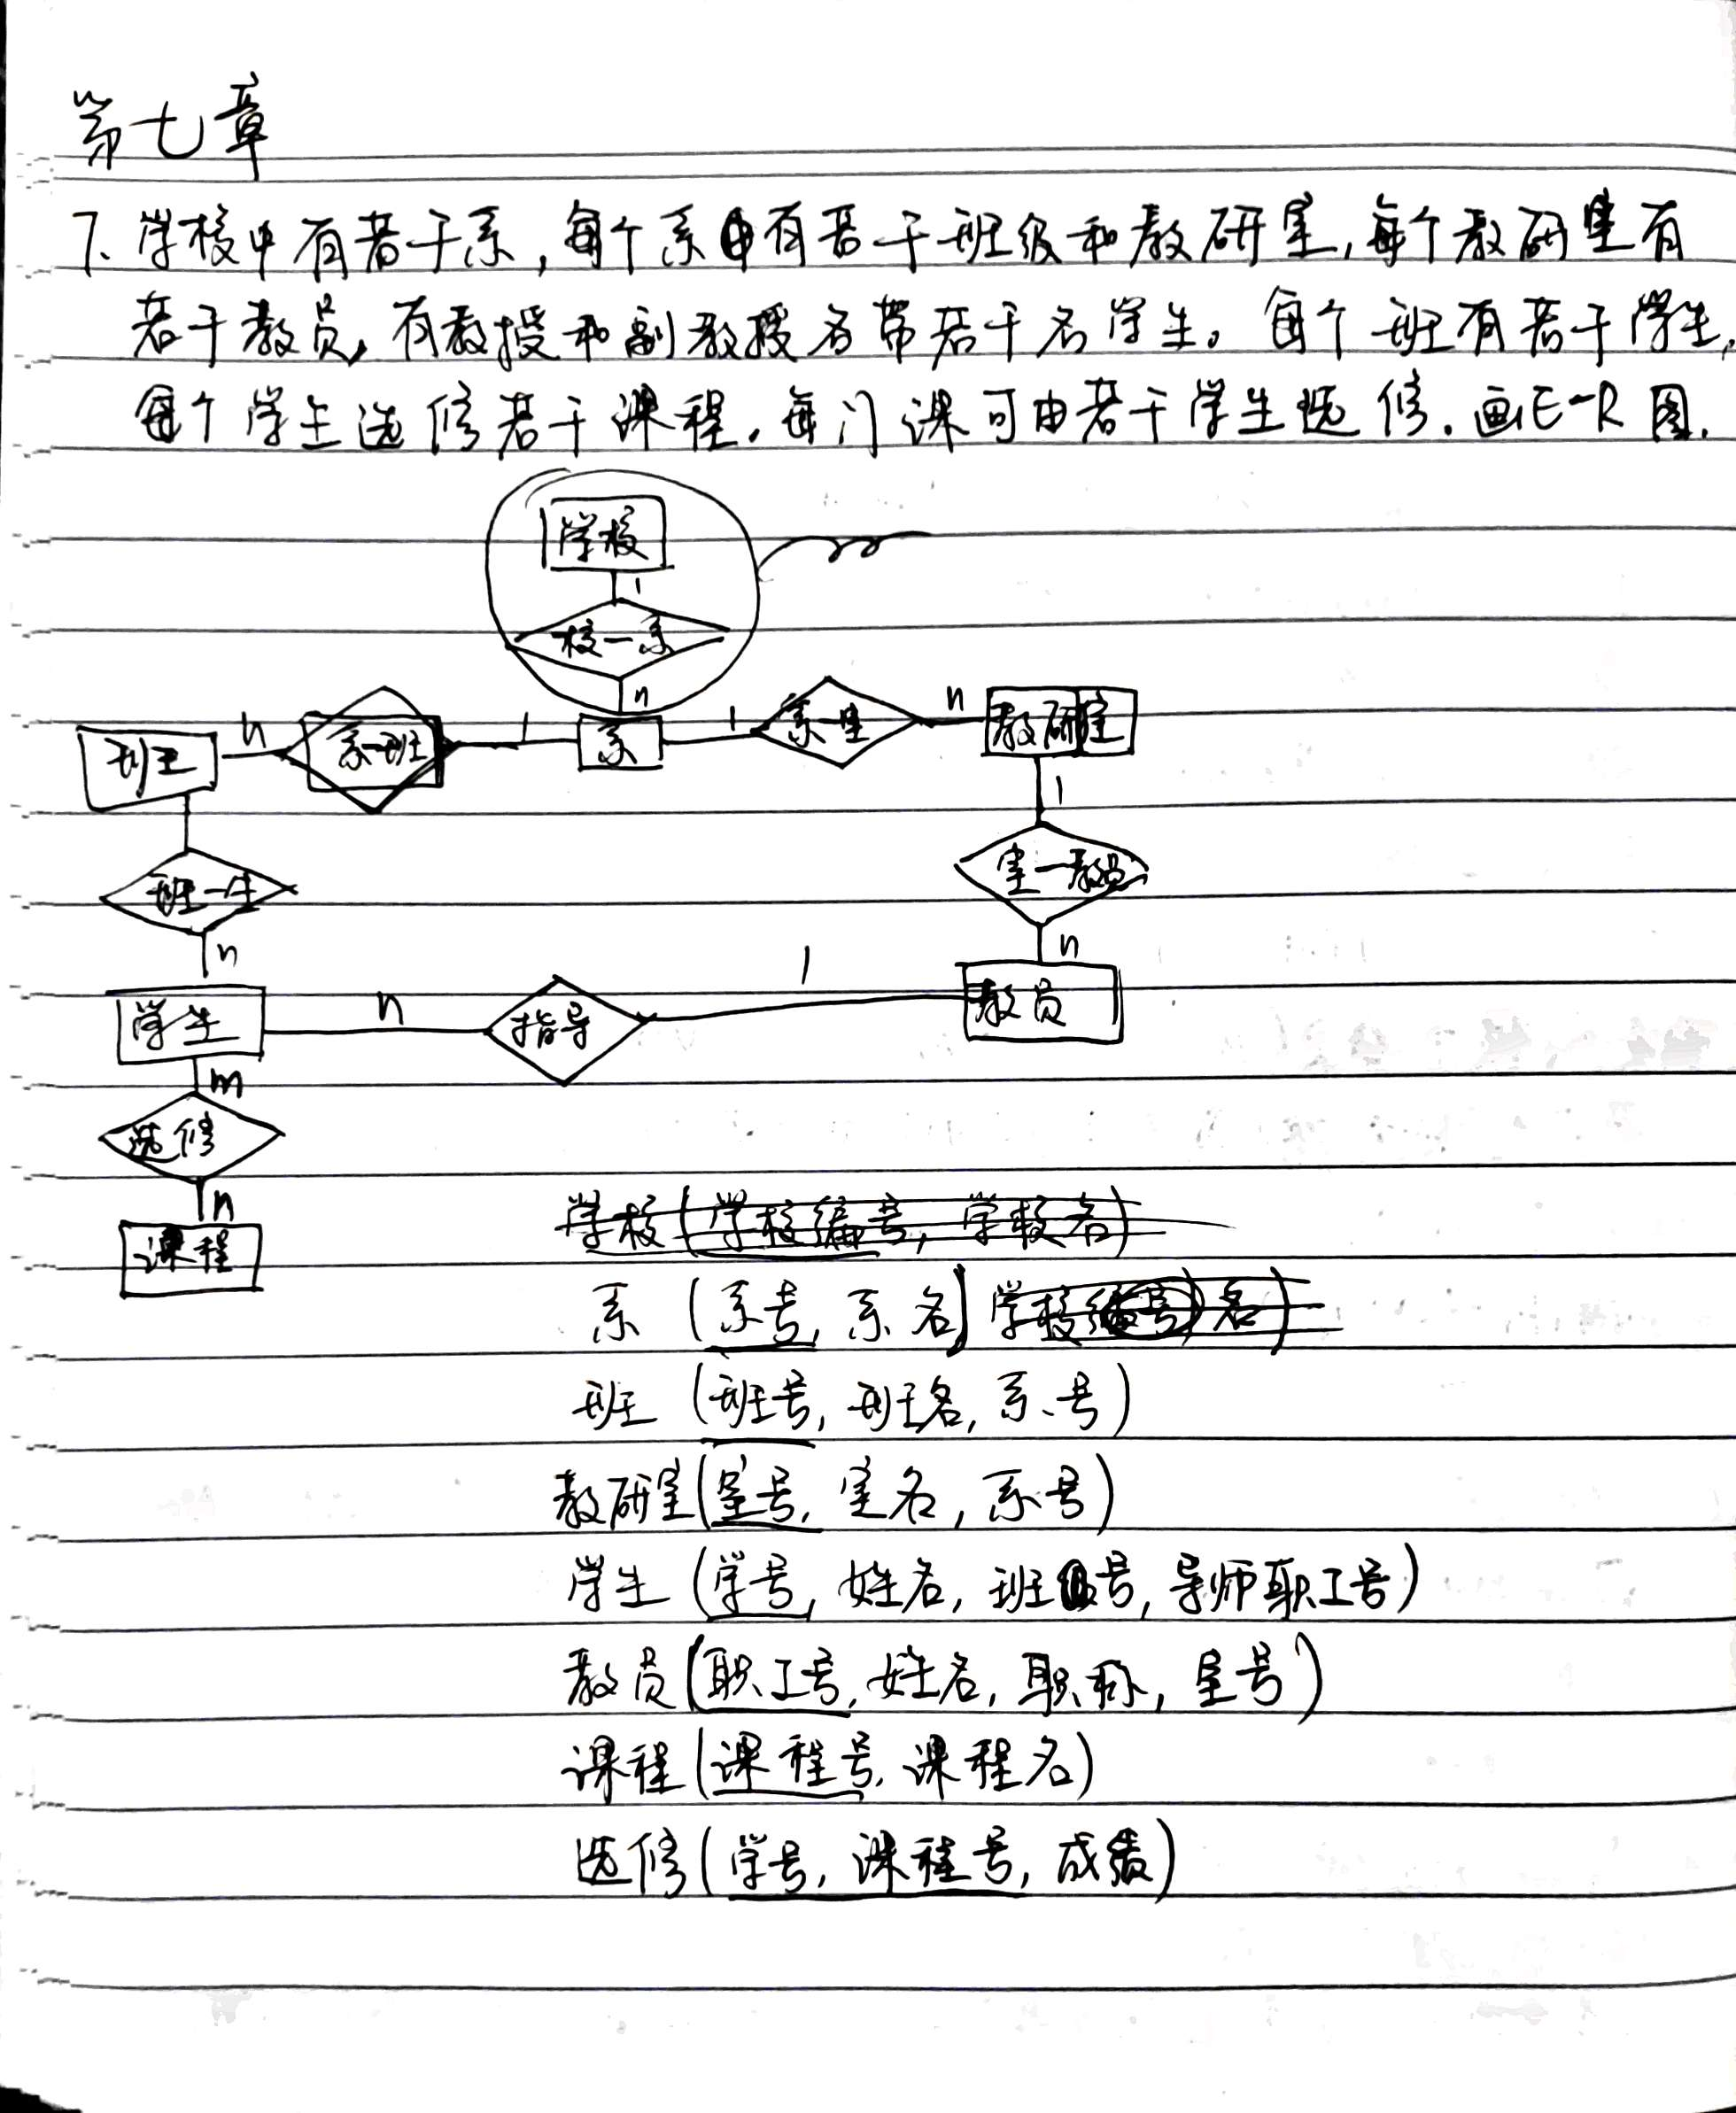 第七章
7. 学校中有若干系，每个系中有若干班级和教研室，每个教研室有
若干教员，有教授和副教授各带若干名学生。每个班有若干学生，
每个学生选修若干课程，每门课可由若干学生选修．画E-R图．
学校
1
校-系
n
班 n 系-班 1 系 1 系-室 n 教研室
1
班-生 室-教员
n n
学生 n 指导 1 教员
m
选修
n
课程
学校(学校编号, 学校名)
系 (系号, 系名) 学校编号) 名)
班 (班号, 班名, 系号)
教研室(室号, 室名, 系号)
学生 (学号, 姓名, 班号, 导师职工号)
教员(职工号, 姓名, 职称, 室号)
课程(课程号, 课程名)
选修(学号, 课程号, 成绩)